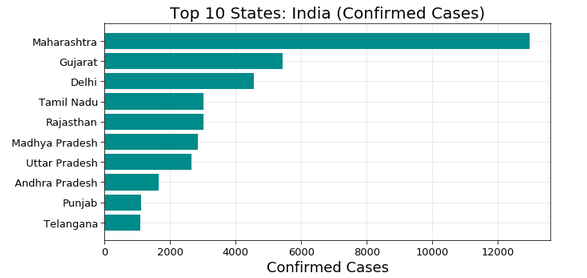 Top 10 States: India (Confirmed Cases)
Maharashtra
Gujarat
Delhi
Tamil Nadu
Rajasthan
Madhya Pradesh
Uttar Pradesh
Andhra Pradesh
Punjab
Telangana
0 2000 4000 6000 8000 10000 12000
Confirmed Cases